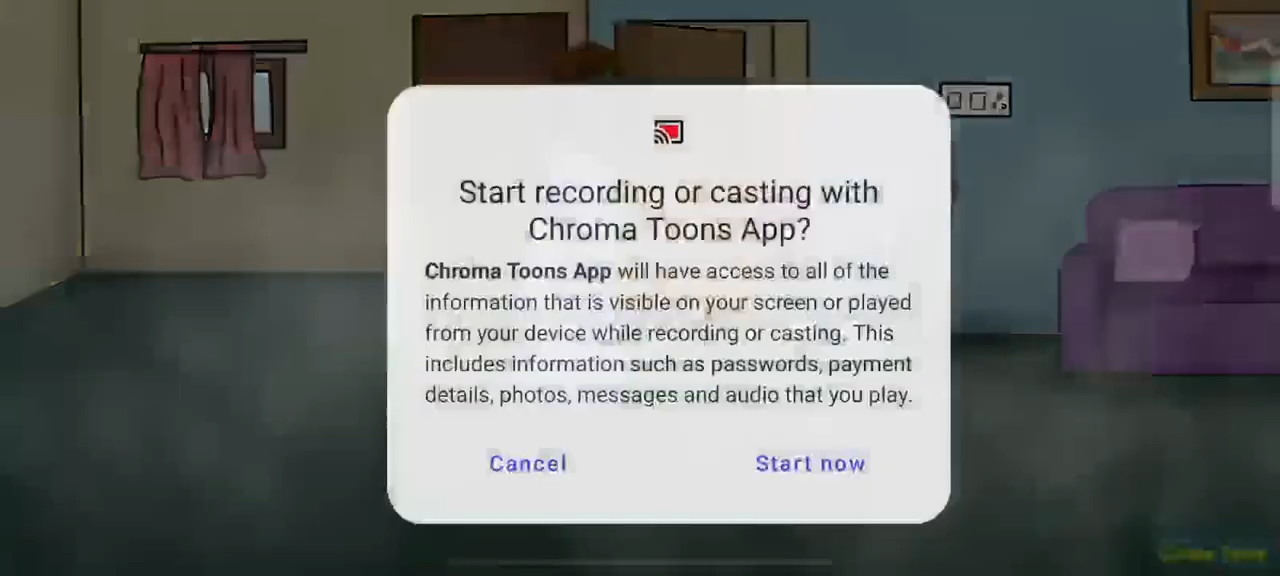 Start recording or casting with
Chroma Toons App?
Chroma Toons App will have access to all of the
information that is visible on your screen or played
from your device while recording or casting. This
includes information such as passwords, payment
details, photos, messages and audio that you play.
Cancel
Start now